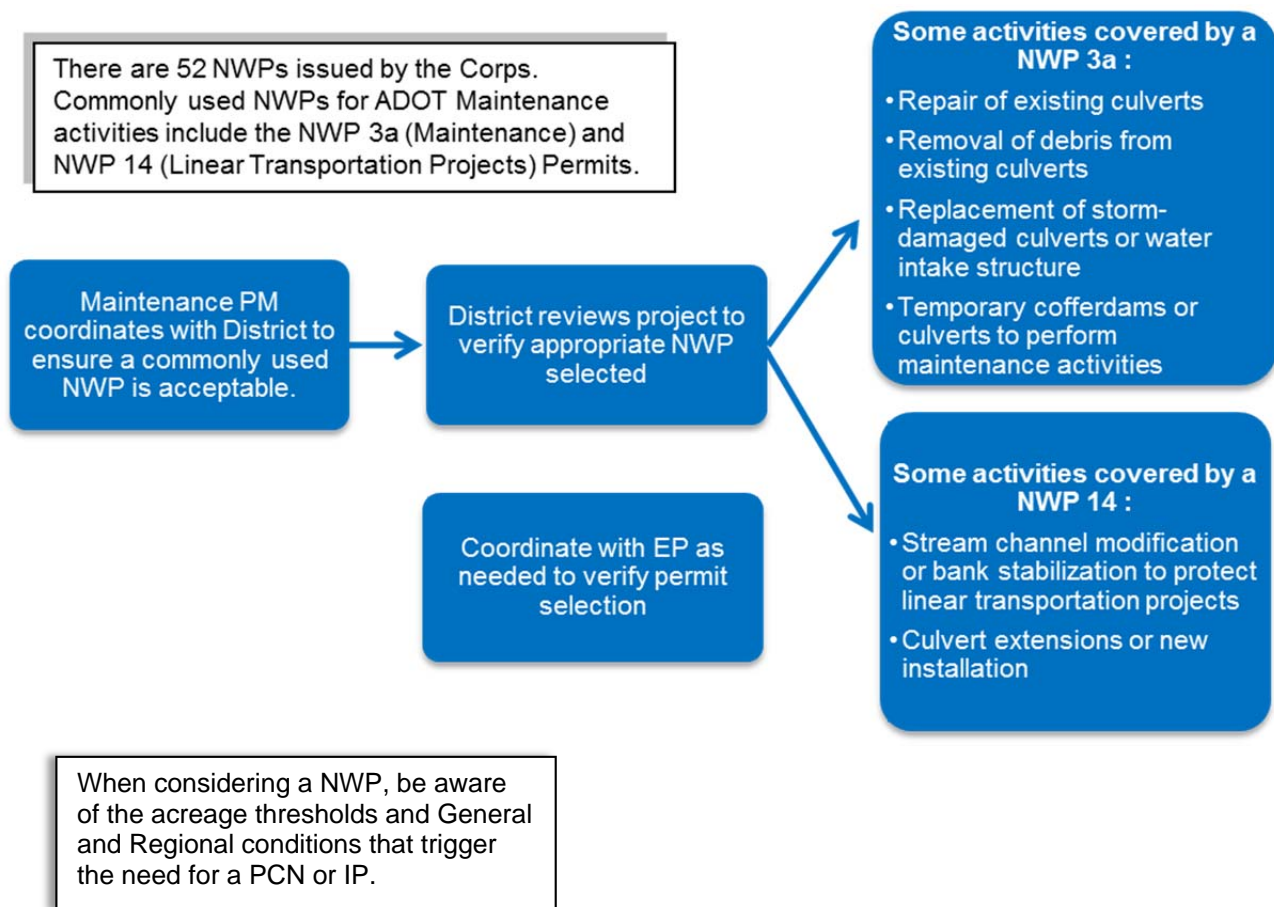 There are 52 NWPs issued by the Corps.
Commonly used NWPs for ADOT Maintenance
activities include the NWP 3a (Maintenance) and
NWP 14 (Linear Transportation Projects) Permits.
Maintenance PM
coordinates with District to
ensure a commonly used
NWP is acceptable.
District reviews project to
verify appropriate NWP
selected
Coordinate with EP as
needed to verify permit
selection
Some activities covered by a
NWP 3a :
• Repair of existing culverts
• Removal of debris from
existing culverts
• Replacement of storm-
damaged culverts or water
intake structure
• Temporary cofferdams or
culverts to perform
maintenance activities
Some activities covered by a
NWP 14 :
• Stream channel modification
or bank stabilization to protect
linear transportation projects
• Culvert extensions or new
installation
When considering a NWP, be aware
of the acreage thresholds and General
and Regional conditions that trigger
the need for a PCN or IP.